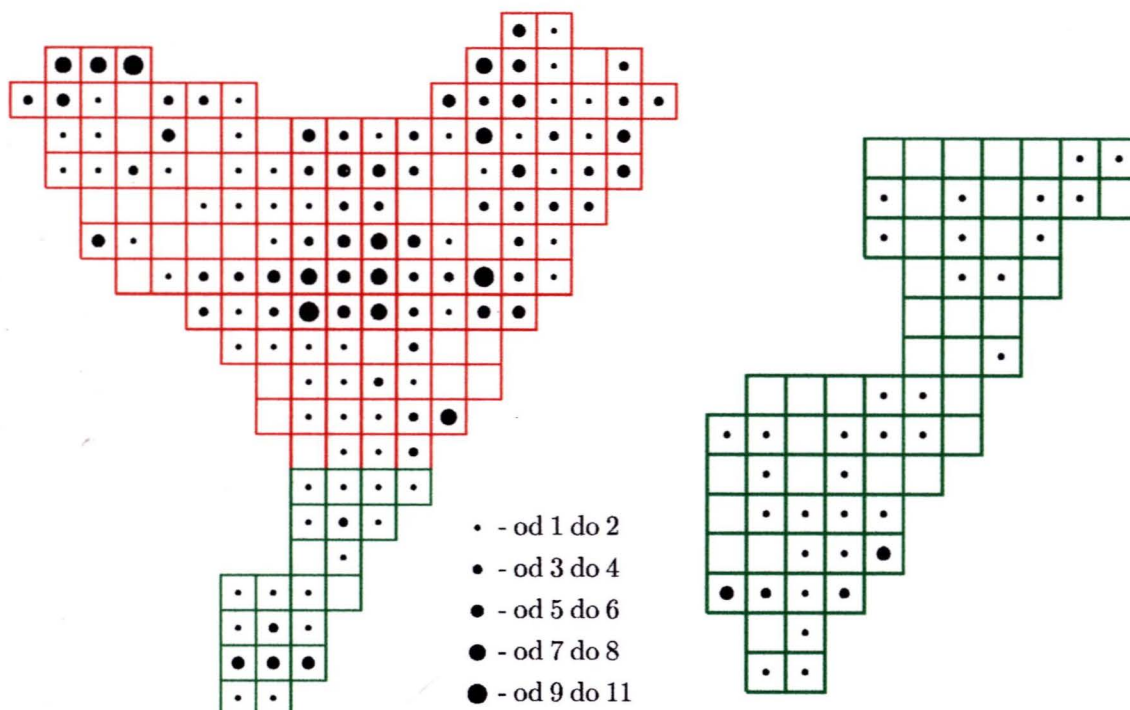 - od 1 do 2
- od 3 do 4
- od 5 do 6
- od 7 do 8
- od 9 do 11